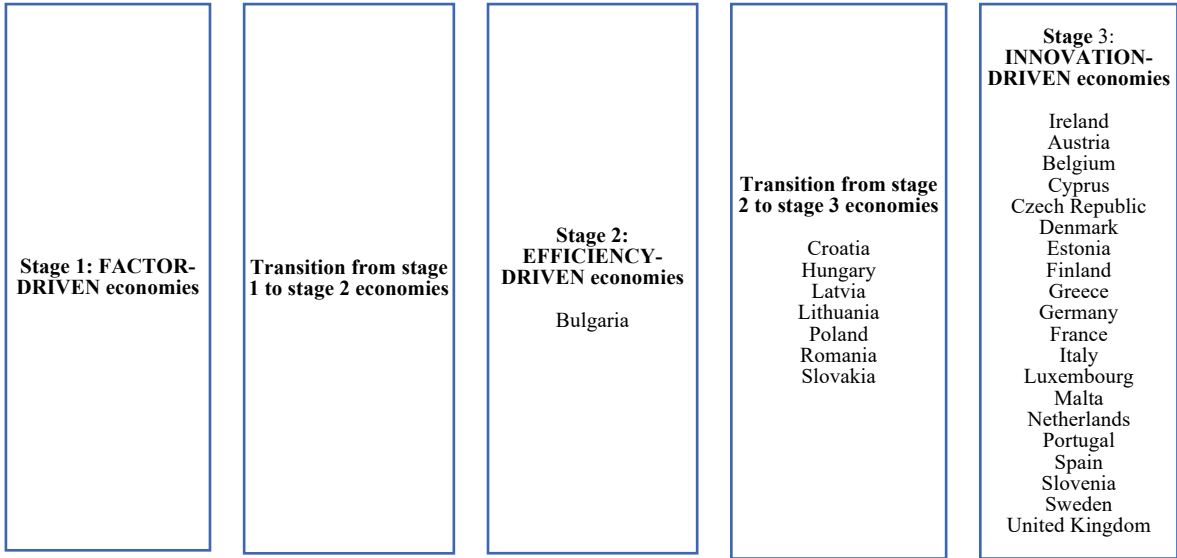 Stage 1: FACTOR-
DRIVEN economies
Transition from stage
1 to stage 2 economies
Stage 2:
EFFICIENCY-
DRIVEN economies
Bulgaria
Transition from stage
2 to stage 3 economies
Croatia
Hungary
Latvia
Lithuania
Poland
Romania
Slovakia
Stage 3:
INNOVATION-
DRIVEN economies
Ireland
Austria
Belgium
Cyprus
Czech Republic
Denmark
Estonia
Finland
Greece
Germany
France
Italy
Luxembourg
Malta
Netherlands
Portugal
Spain
Slovenia
Sweden
United Kingdom